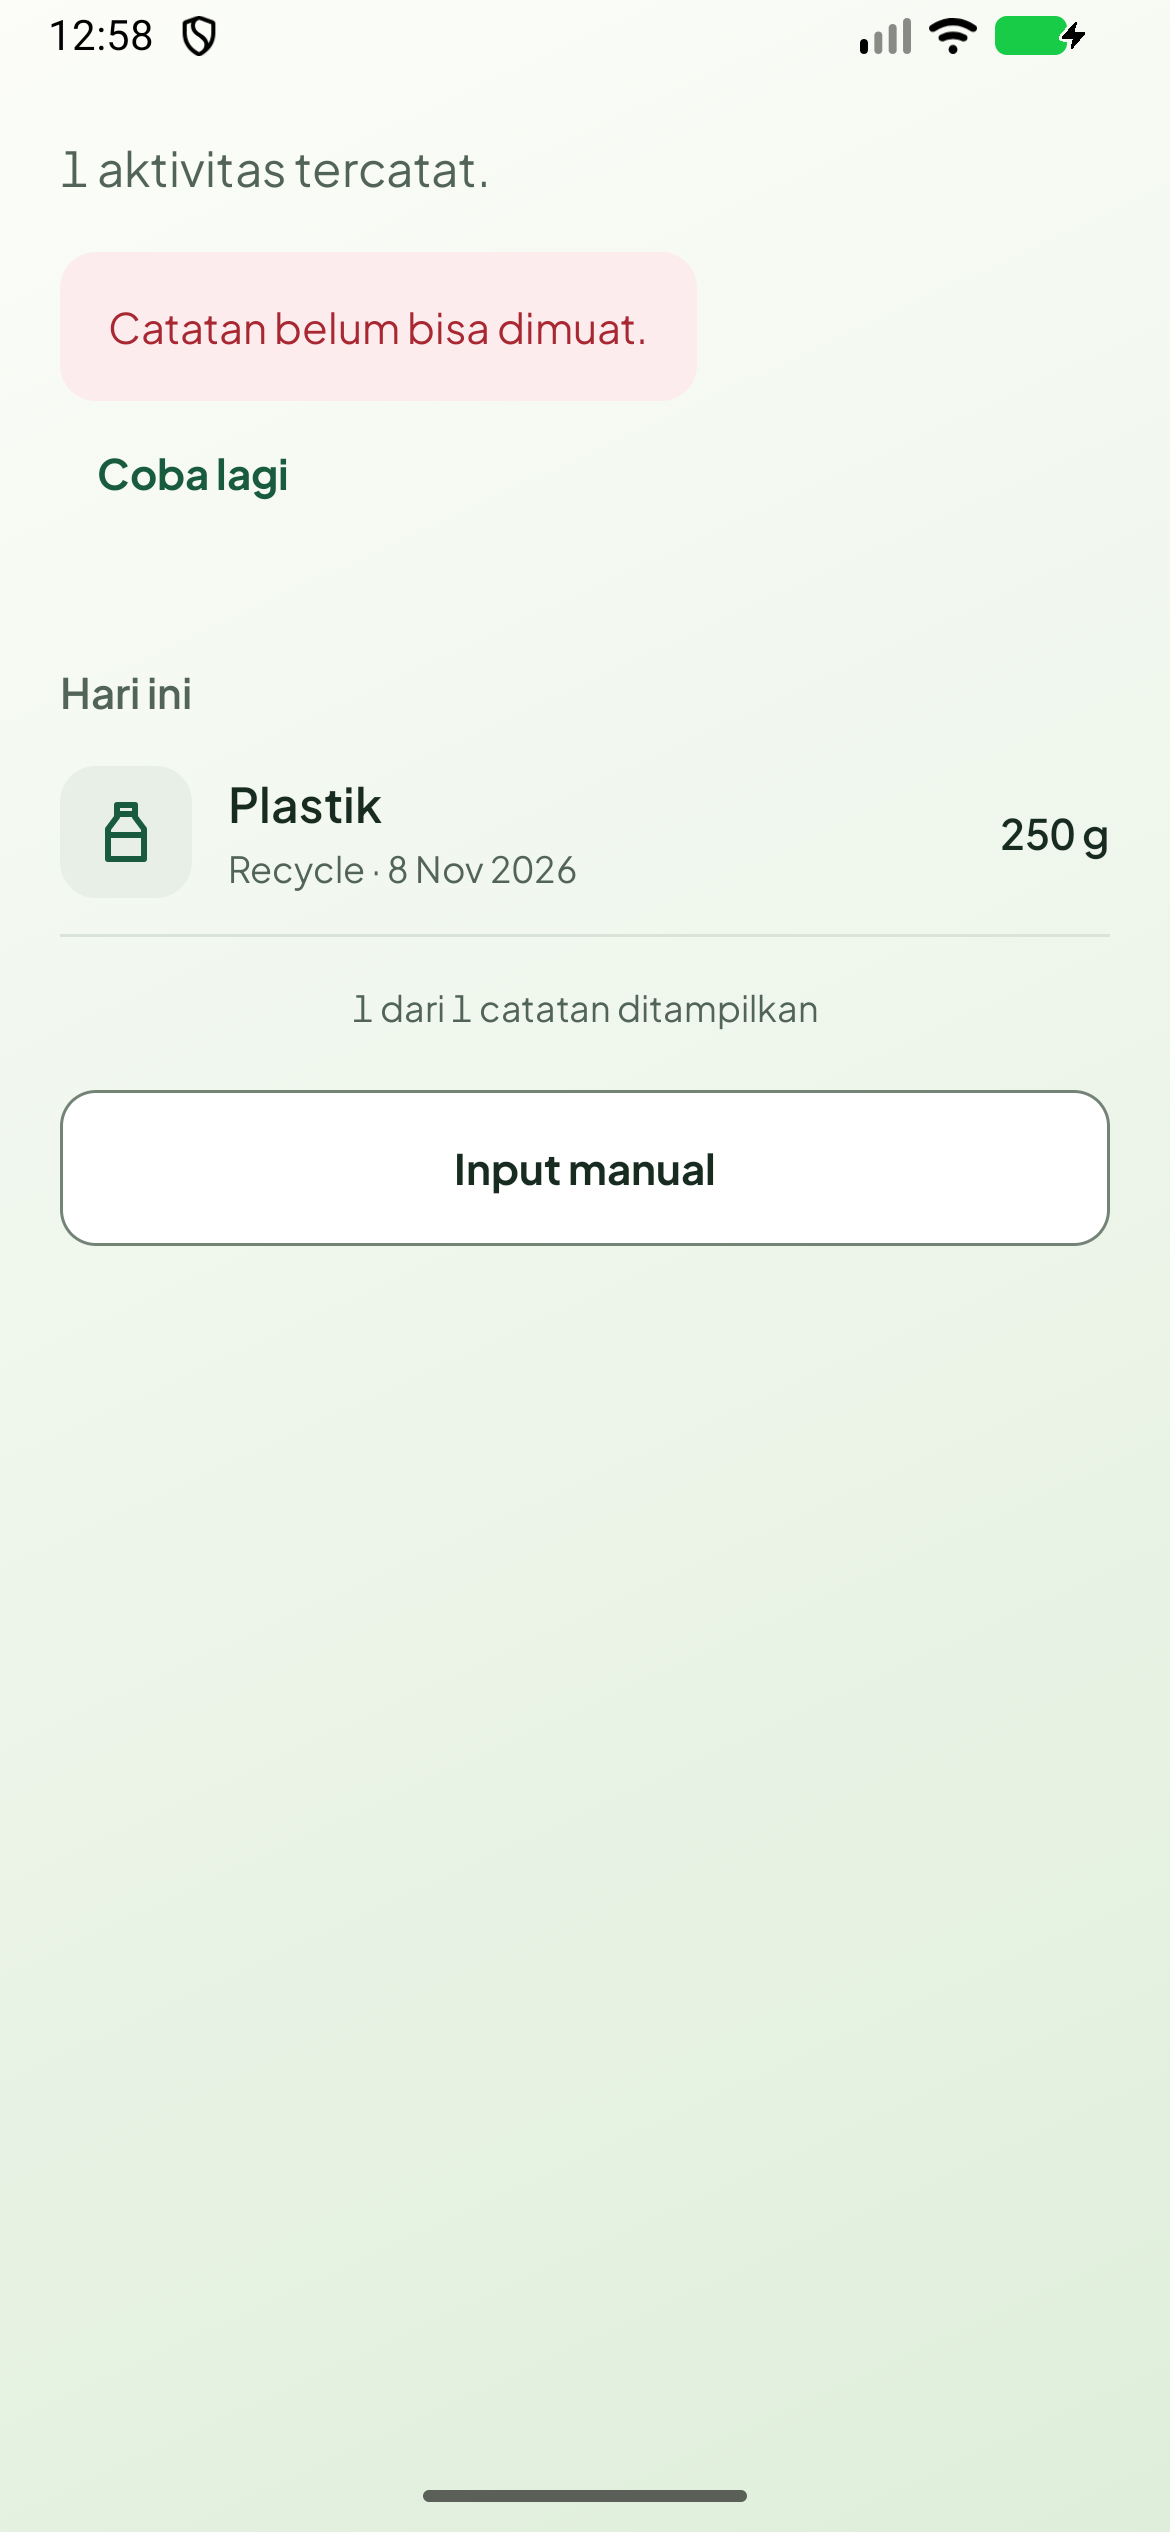 12:58
1 aktivitas tercatat.
Catatan belum bisa dimuat.
Coba lagi
Hari ini
Plastik
Recycle · 8 Nov 2026
250 g
1 dari 1 catatan ditampilkan
Input manual